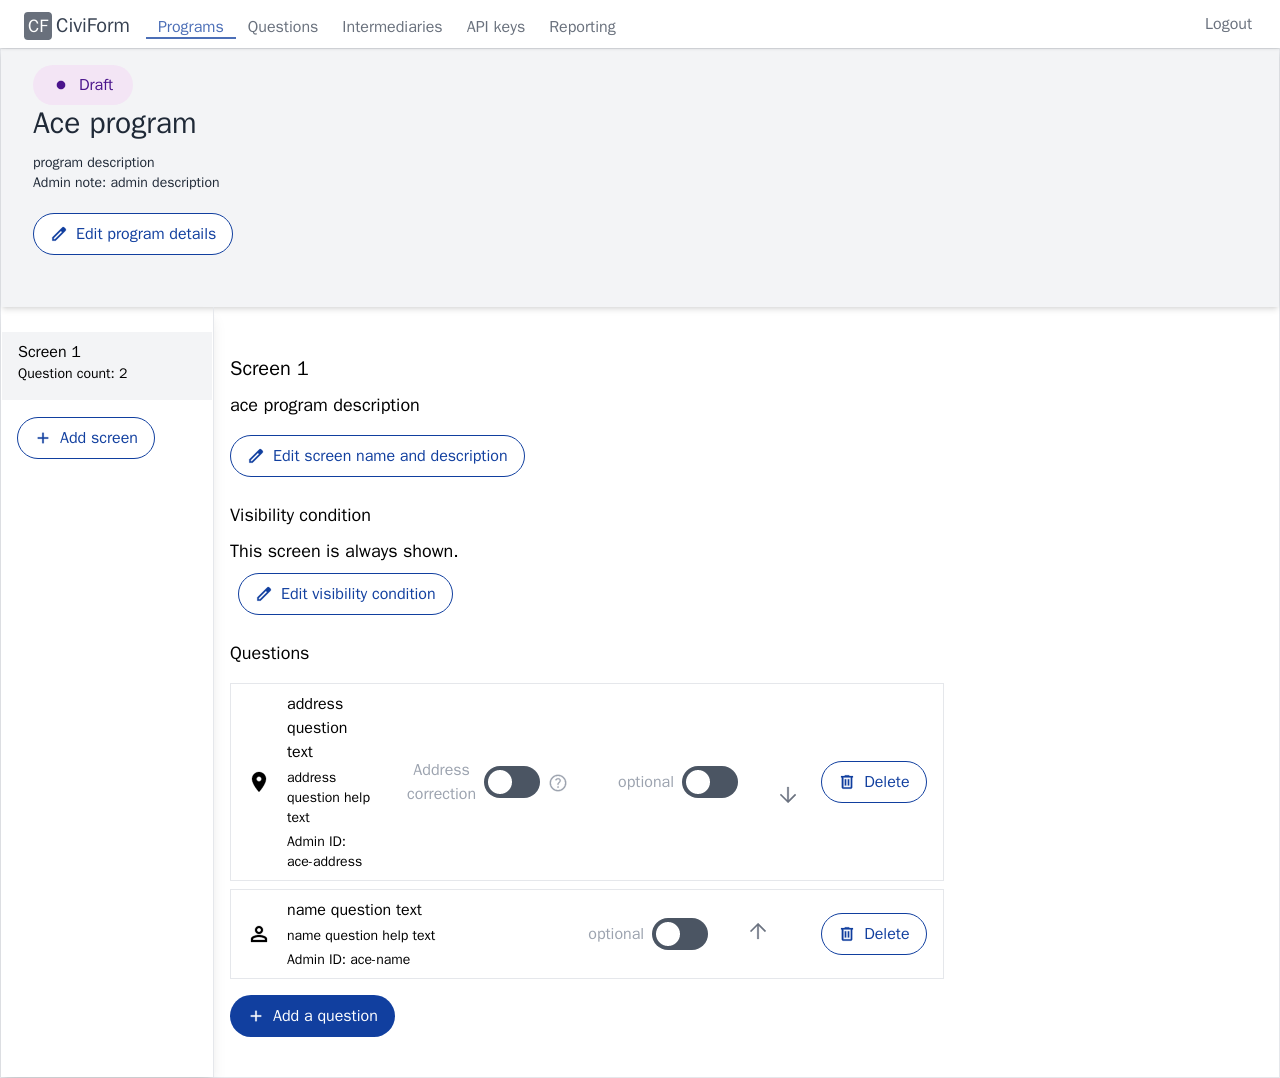 CF CiviForm Programs Questions Intermediaries API keys Reporting Logout
Draft
Ace program
program description
Admin note: admin description
Edit program details
Screen 1
Question count: 2
Add screen
Screen 1
ace program description
Edit screen name and description
Visibility condition
This screen is always shown.
Edit visibility condition
Questions
address
question
text
address
question help
text
Admin ID:
ace-address
Address
correction
optional
Delete
name question text
name question help text
Admin ID: ace-name
optional
Delete
Add a question